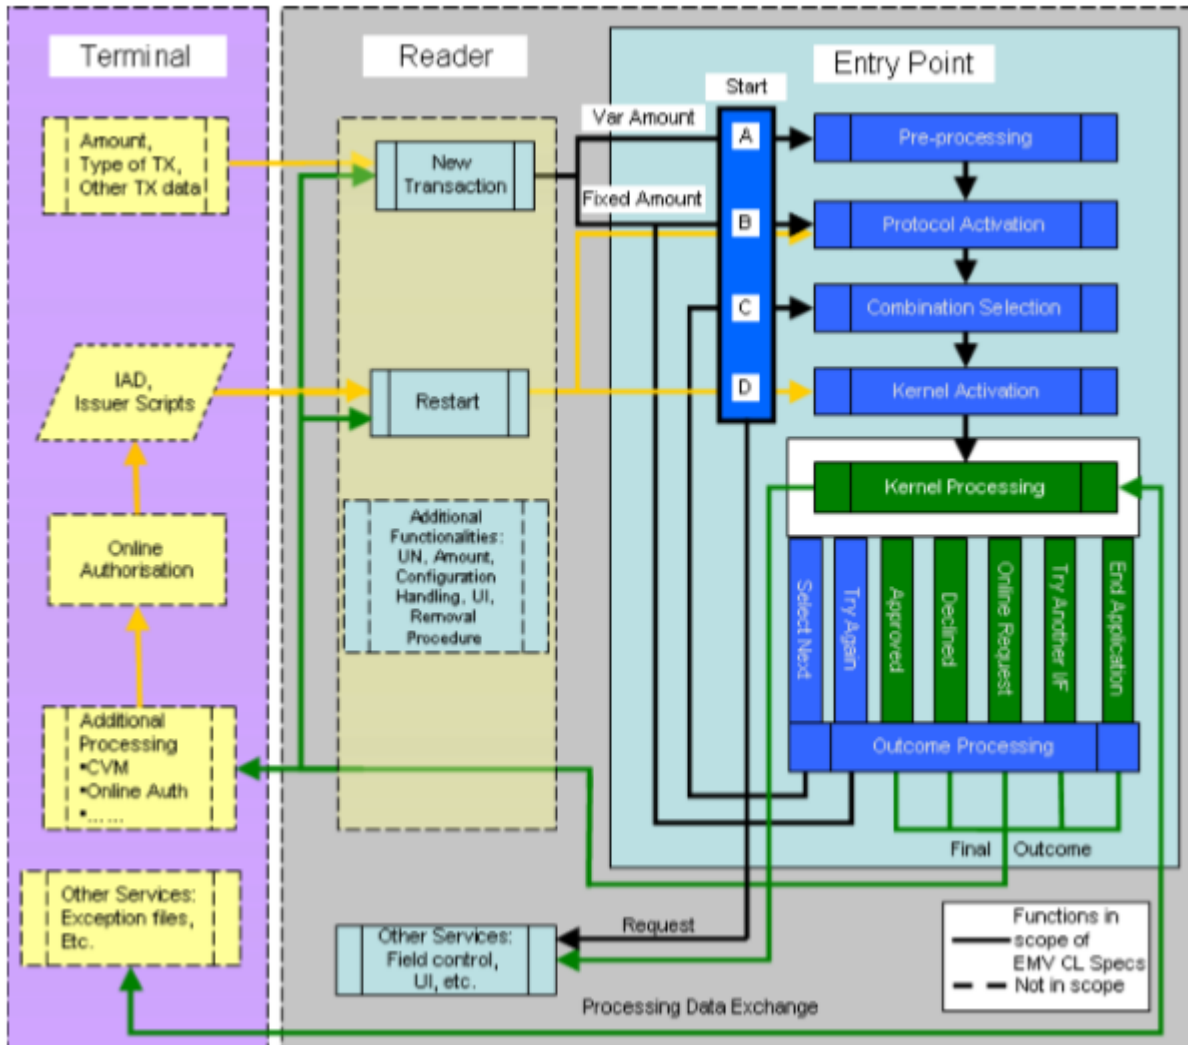 Terminal
Amount,
Type of TX,
Other TX data
IAD,
Issuer Scripts
Online
Authorisation
Additional
Processing
•CVM
•Online Auth
•......
Other Services:
Exception files,
Etc.
Reader
New
Transaction
Restart
Additional
Functionalities:
UN, Amount,
Configuration
Handling, UI,
Removal
Procedure
Other Services:
Field control,
UI, etc.
Var Amount
Fixed Amount
Entry Point
Start
A
B
C
D
Pre-processing
Protocol Activation
Combination Selection
Kernel Activation
Kernel Processing
Select Next
Try Again
Approved
Declined
Online Request
Try Another I/F
End Application
Outcome Processing
Final Outcome
Request
Processing Data Exchange
Functions in
scope of
EMV CL Specs
Not in scope